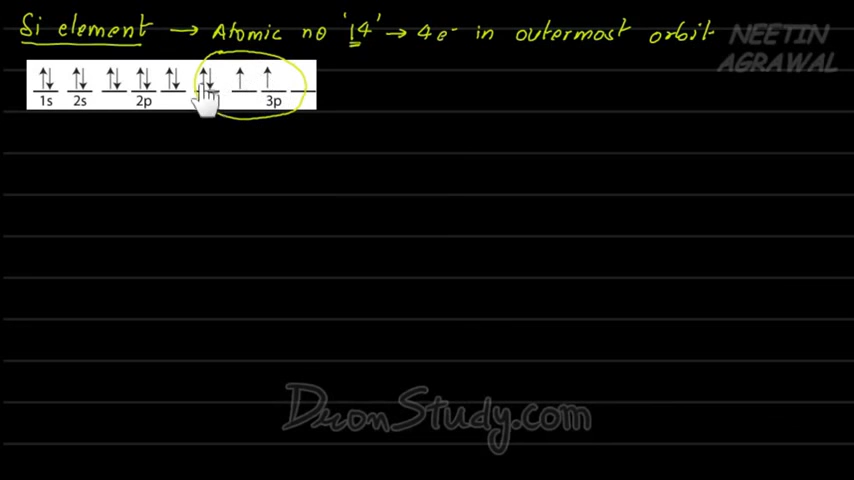 Si element → Atomic no '14' → 4e- in outermost orbit
NEETIN
AGRAWAL
1s 2s 2p 3p
DronStudy.com